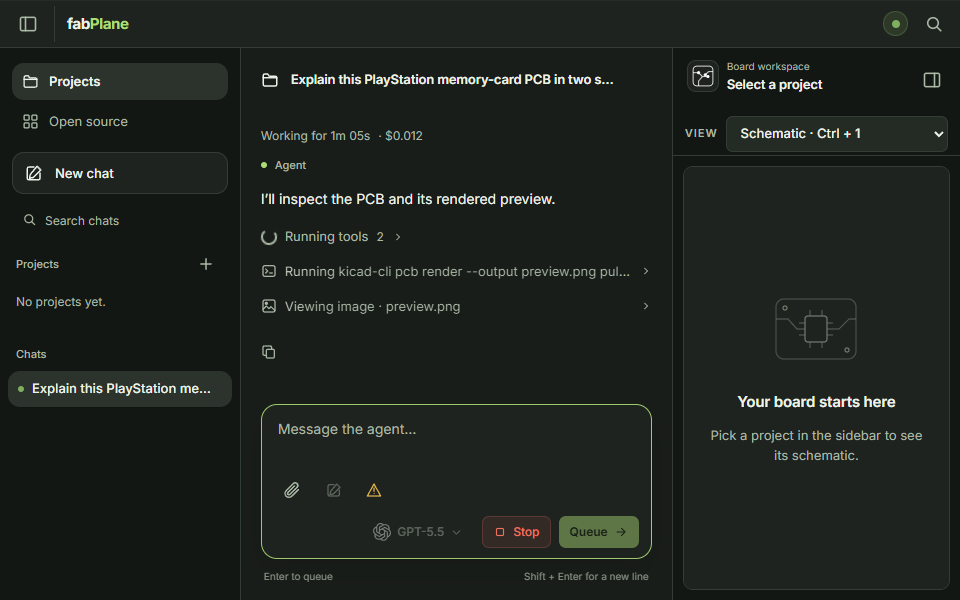 fabPlane
Projects
Open source
New chat
Search chats
Projects
No projects yet.
Chats
Explain this PlayStation me...
Explain this PlayStation memory-card PCB in two s...
Working for 1m 05s · $0.012
Agent
I'll inspect the PCB and its rendered preview.
Running tools 2
Running kicad-cli pcb render --output preview.png pul...
Viewing image · preview.png
Message the agent...
GPT-5.5
Stop
Queue
Enter to queue
Shift + Enter for a new line
Board workspace
Select a project
VIEW
Schematic · Ctrl + 1
Your board starts here
Pick a project in the sidebar to see
its schematic.